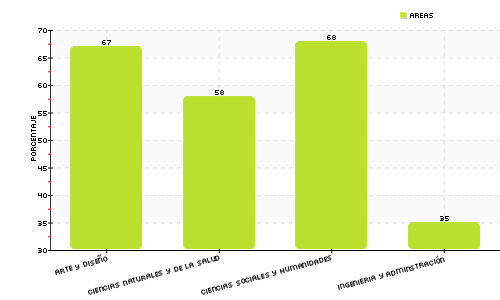 AREAS
PORCENTAJE
70
65
60
55
50
45
40
35
30
67
58
68
35
ARTE Y DISEÑO
CIENCIAS NATURALES Y DE LA SALUD
CIENCIAS SOCIALES Y HUMANIDADES
INGENIERIA Y ADMINSTRACIÓN